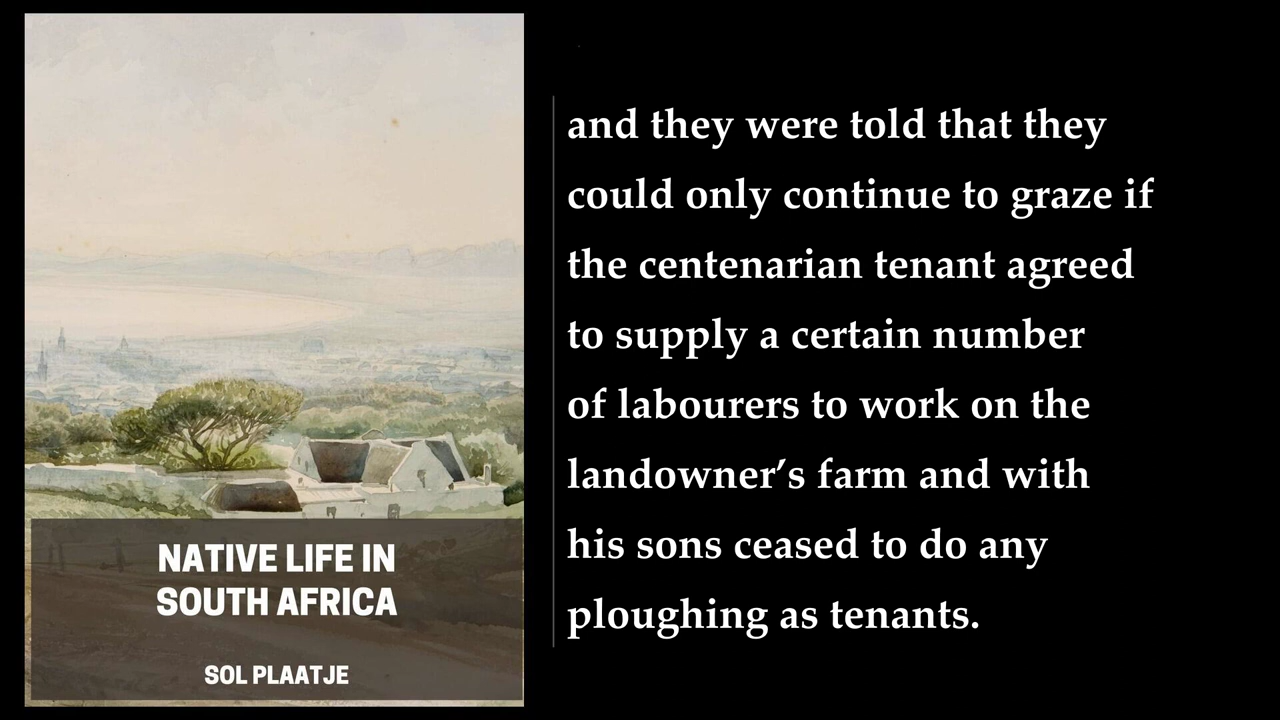 and they were told that they
could only continue to graze if
the centenarian tenant agreed
to supply a certain number
of labourers to work on the
landowner’s farm and with
his sons ceased to do any
ploughing as tenants.
NATIVE LIFE IN
SOUTH AFRICA
SOL PLAATJE